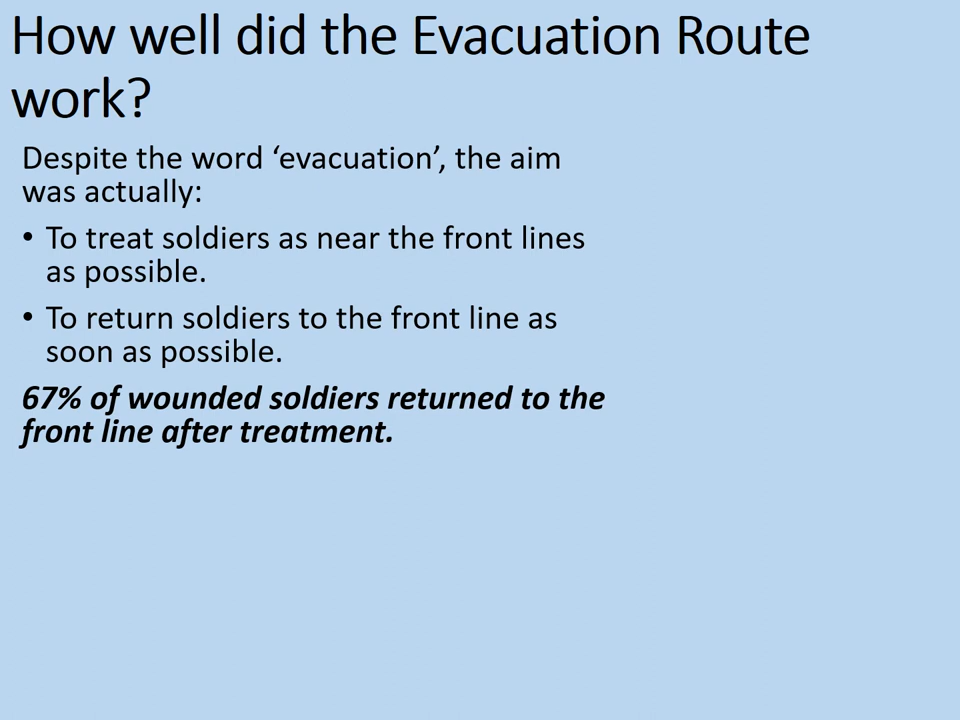 How well did the Evacuation Route
work?
Despite the word ‘evacuation’, the aim
was actually:
• To treat soldiers as near the front lines
as possible.
• To return soldiers to the front line as
soon as possible.
67% of wounded soldiers returned to the
front line after treatment.